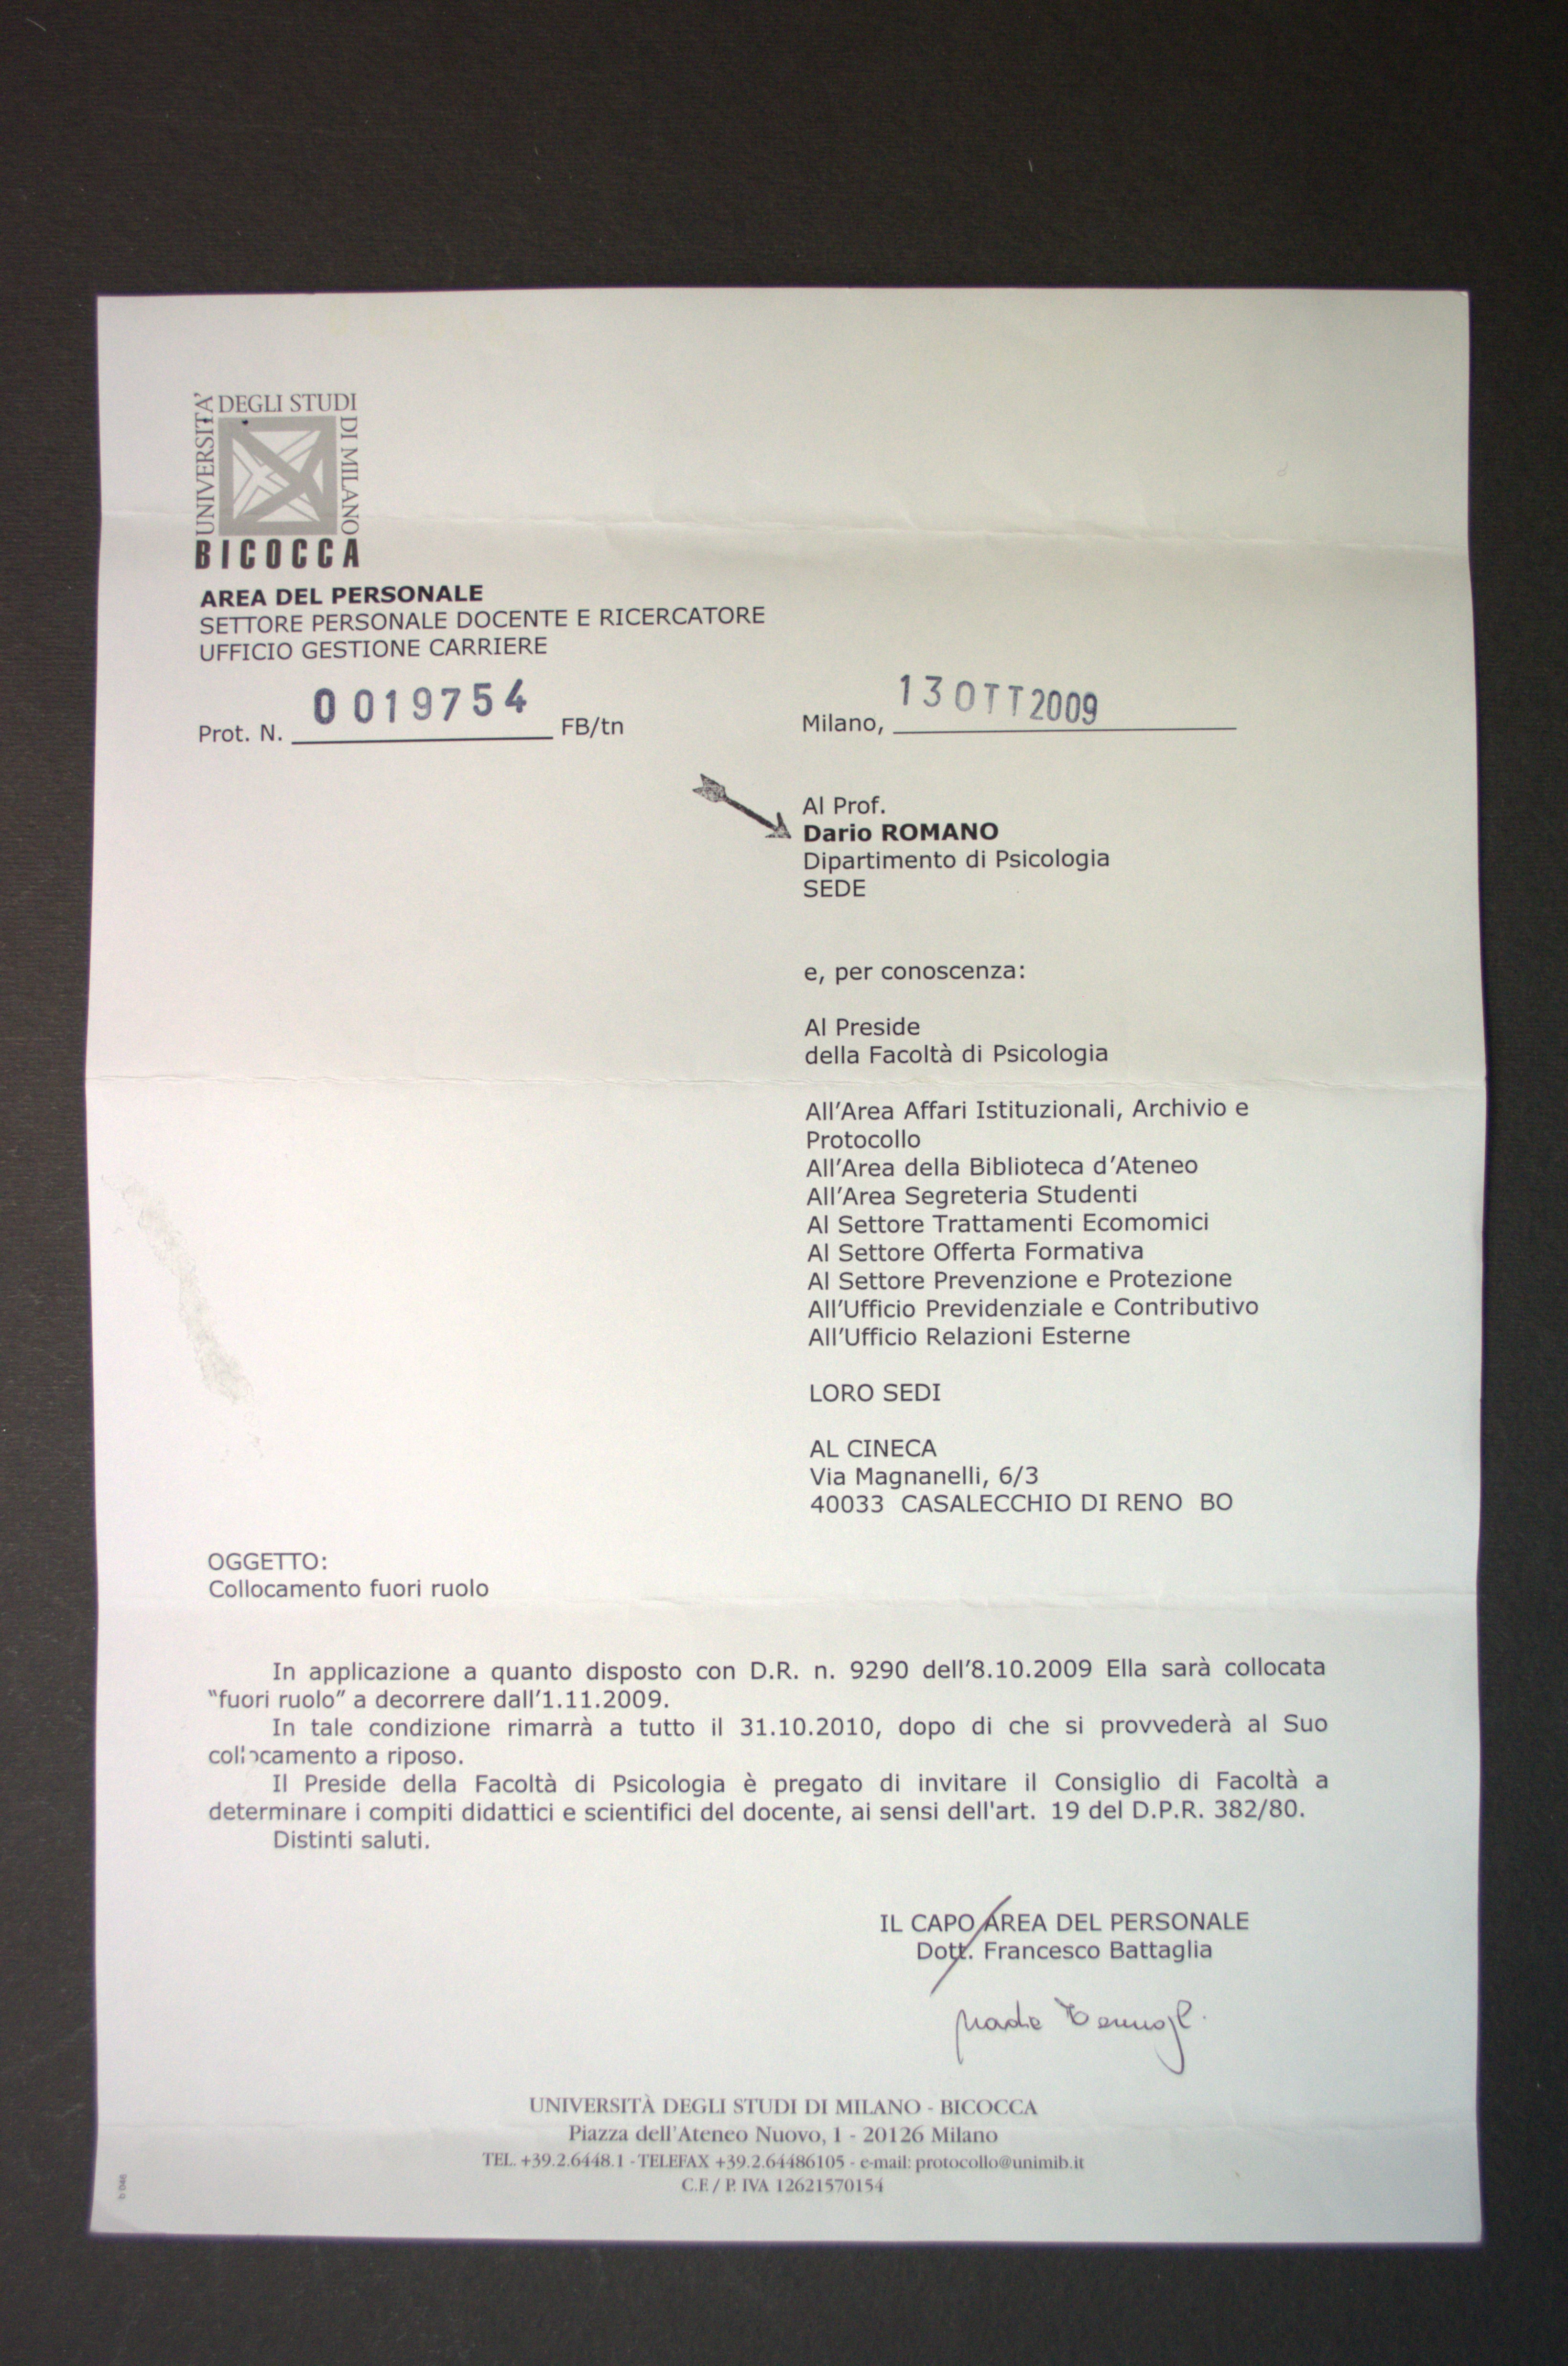 UNIVERSITA' DEGLI STUDI DI MILANO
BICOCCA
AREA DEL PERSONALE
SETTORE PERSONALE DOCENTE E RICERCATORE
UFFICIO GESTIONE CARRIERE
Prot. N. 0019754 FB/tn
Milano, 13 OTT 2009
Al Prof.
Dario ROMANO
Dipartimento di Psicologia
SEDE
e, per conoscenza:
Al Preside
della Facoltà di Psicologia
All'Area Affari Istituzionali, Archivio e
Protocollo
All'Area della Biblioteca d'Ateneo
All'Area Segreteria Studenti
Al Settore Trattamenti Ecomomici
Al Settore Offerta Formativa
Al Settore Prevenzione e Protezione
All'Ufficio Previdenziale e Contributivo
All'Ufficio Relazioni Esterne
LORO SEDI
AL CINECA
Via Magnanelli, 6/3
40033 CASALECCHIO DI RENO BO
OGGETTO:
Collocamento fuori ruolo
In applicazione a quanto disposto con D.R. n. 9290 dell'8.10.2009 Ella sarà collocata
"fuori ruolo" a decorrere dall'1.11.2009.
In tale condizione rimarrà a tutto il 31.10.2010, dopo di che si provvederà al Suo
collocamento a riposo.
Il Preside della Facoltà di Psicologia è pregato di invitare il Consiglio di Facoltà a
determinare i compiti didattici e scientifici del docente, ai sensi dell'art. 19 del D.P.R. 382/80.
Distinti saluti.
IL CAPO AREA DEL PERSONALE
Dott. Francesco Battaglia
UNIVERSITÀ DEGLI STUDI DI MILANO - BICOCCA
Piazza dell'Ateneo Nuovo, 1 - 20126 Milano
TEL. +39.2.6448.1 - TELEFAX +39.2.64486105 - e-mail: protocollo@unimib.it
C.F. / P. IVA 12621570154
b 046